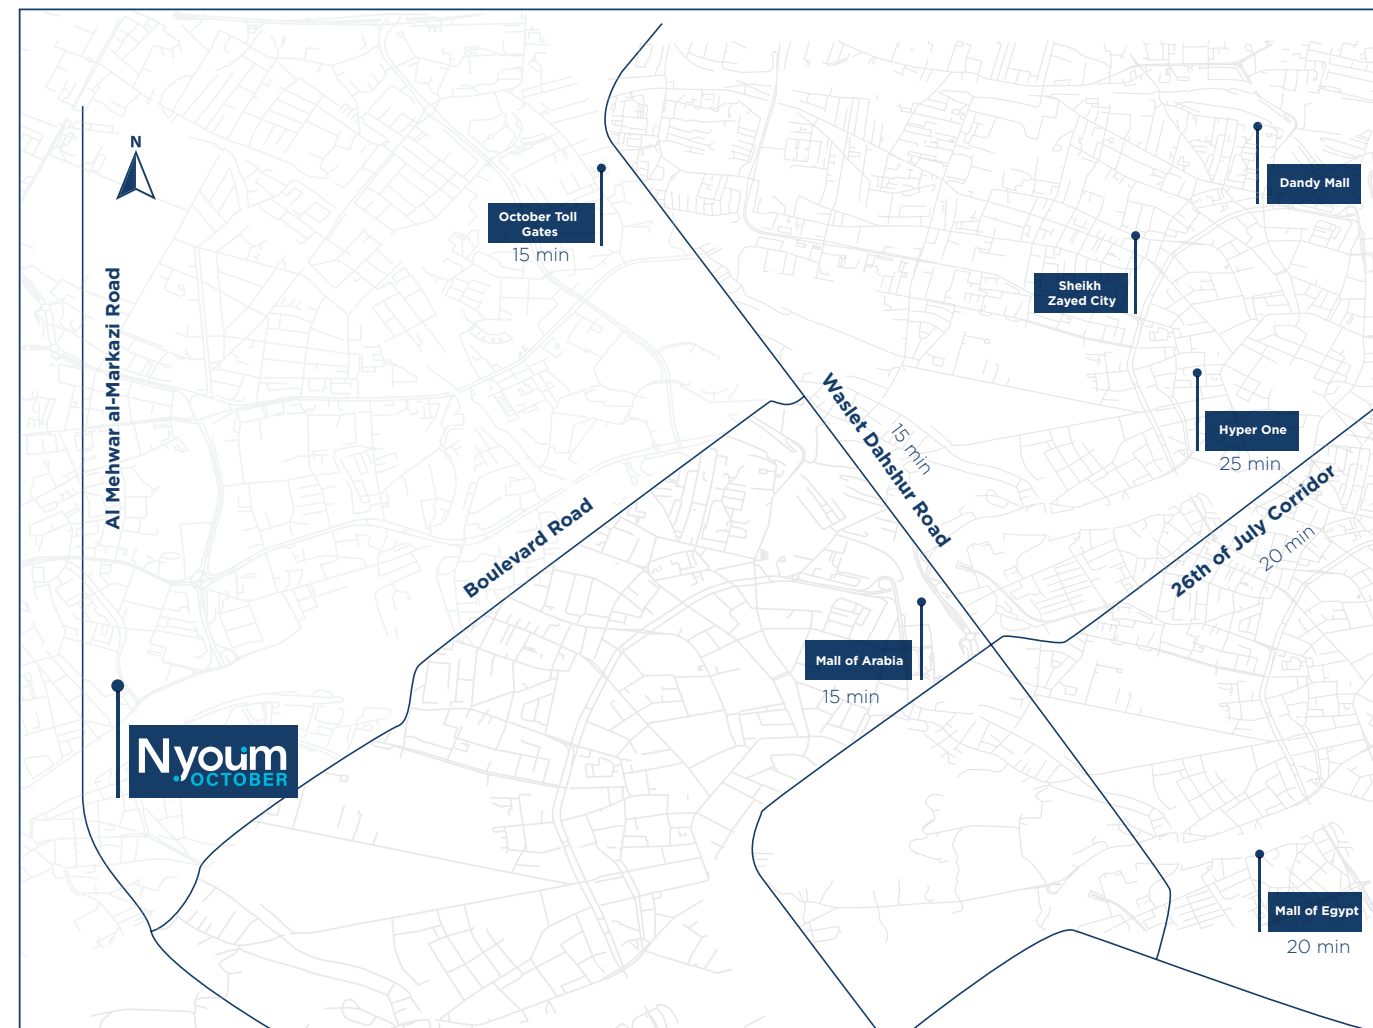 N
Dandy Mall
October Toll
Gates
15 min
Sheikh
Zayed City
Al Mehwar al-Markazi Road
Waslet Dahshur Road
15 min
Hyper One
25 min
26th of July Corridor
20 min
Boulevard Road
Mall of Arabia
15 min
Nyoum
OCTOBER
Mall of Egypt
20 min